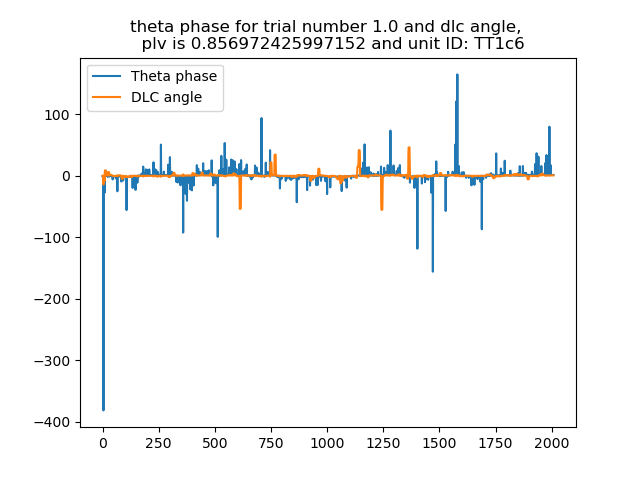 theta phase for trial number 1.0 and dlc angle,
plv is 0.856972425997152 and unit ID: TT1c6
Theta phase
DLC angle
100
0
−100
−200
−300
−400
0 250 500 750 1000 1250 1500 1750 2000